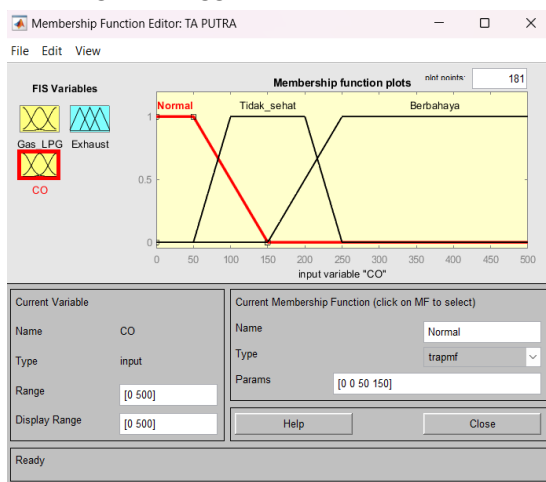 Membership Function Editor: TA PUTRA
File Edit View
FIS Variables
Gas_LPG Exhaust
CO
Membership function plots plot points: 181
Normal Tidak_sehat Berbahaya
1
0.5
0
0 50 100 150 200 250 300 350 400 450 500
input variable "CO"
Current Variable
Name CO
Type input
Range [0 500]
Display Range [0 500]
Current Membership Function (click on MF to select)
Name Normal
Type trapmf
Params [0 0 50 150]
Help Close
Ready